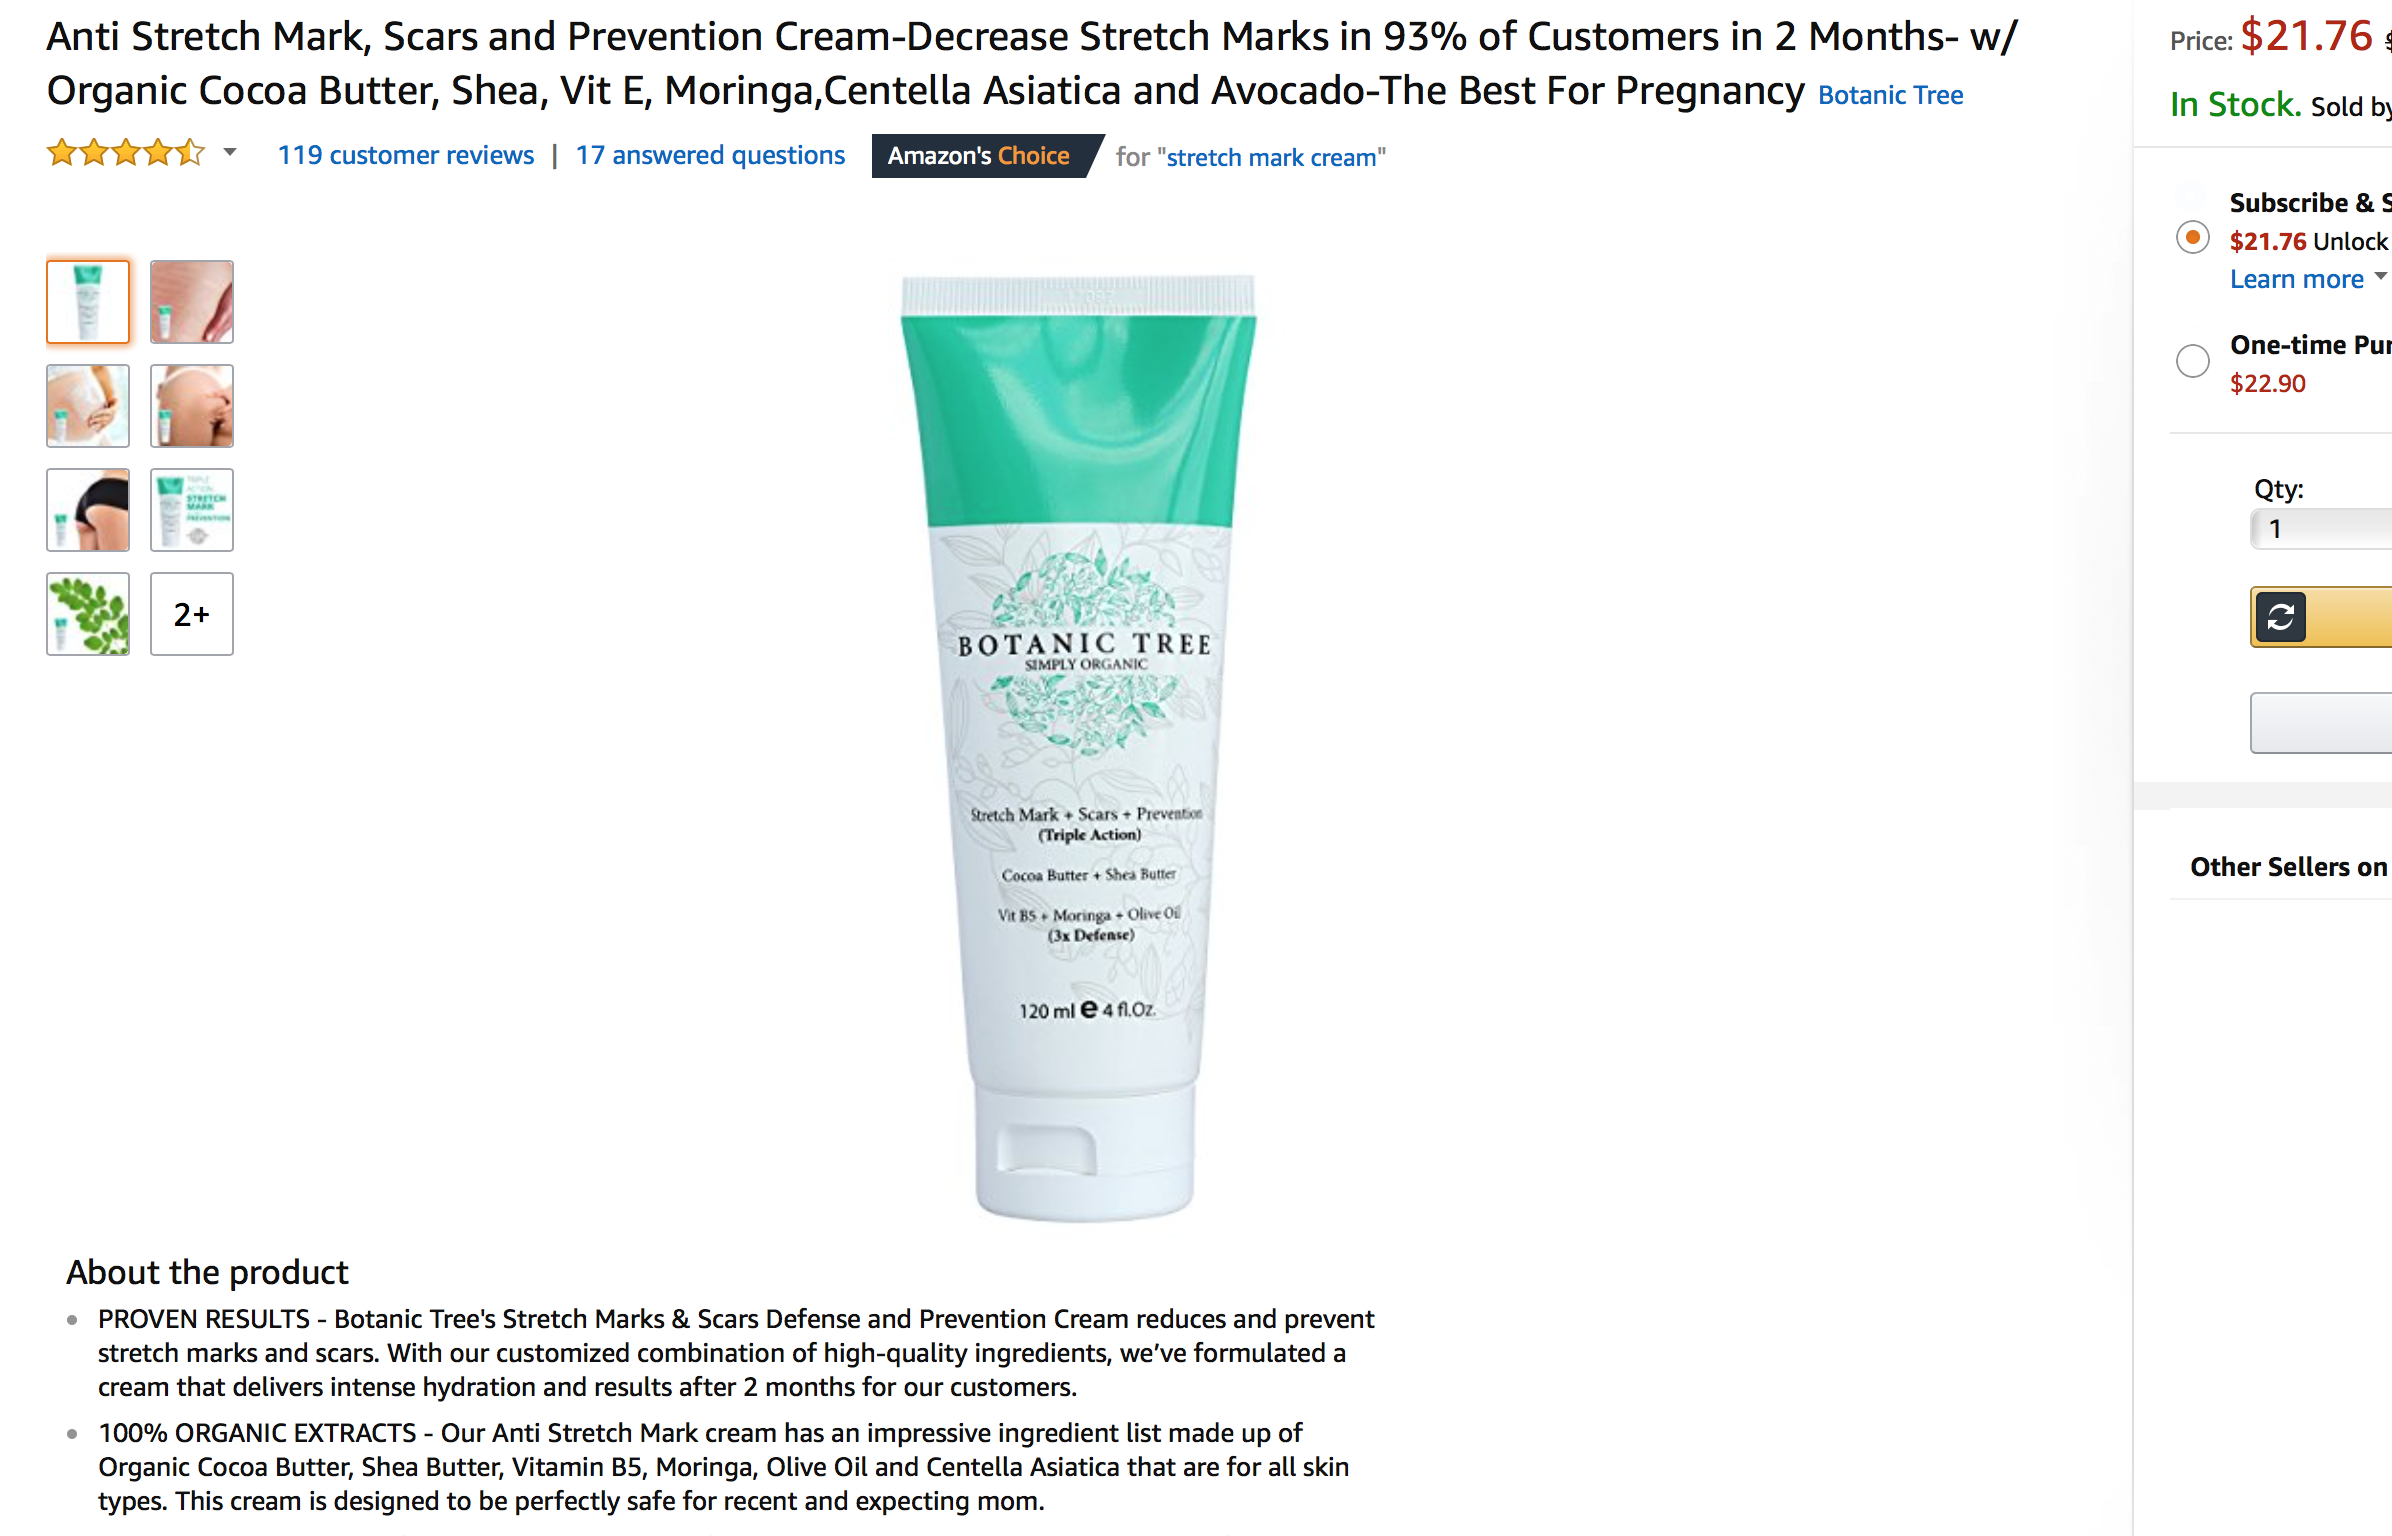 Anti Stretch Mark, Scars and Prevention Cream-Decrease Stretch Marks in 93% of Customers in 2 Months- w/
Organic Cocoa Butter, Shea, Vit E, Moringa,Centella Asiatica and Avocado-The Best For Pregnancy Botanic Tree
119 customer reviews | 17 answered questions Amazon's Choice for "stretch mark cream"
2+
BOTANIC TREE
SIMPLY ORGANIC
Stretch Mark + Scars + Prevention
(Triple Action)
Cocoa Butter + Shea Butter
Vit B5 + Moringa + Olive Oil
(3x Defense)
120 ml e 4 fl.Oz.
TRIPLE
ACTION
STRETCH
MARK
PREVENTION
About the product
PROVEN RESULTS - Botanic Tree's Stretch Marks & Scars Defense and Prevention Cream reduces and prevent
stretch marks and scars. With our customized combination of high-quality ingredients, we’ve formulated a
cream that delivers intense hydration and results after 2 months for our customers.
100% ORGANIC EXTRACTS - Our Anti Stretch Mark cream has an impressive ingredient list made up of
Organic Cocoa Butter, Shea Butter, Vitamin B5, Moringa, Olive Oil and Centella Asiatica that are for all skin
types. This cream is designed to be perfectly safe for recent and expecting mom.
Price: $21.76
In Stock. Sold by
Subscribe & S
$21.76 Unlock
Learn more
One-time Pur
$22.90
Qty:
1
Other Sellers on